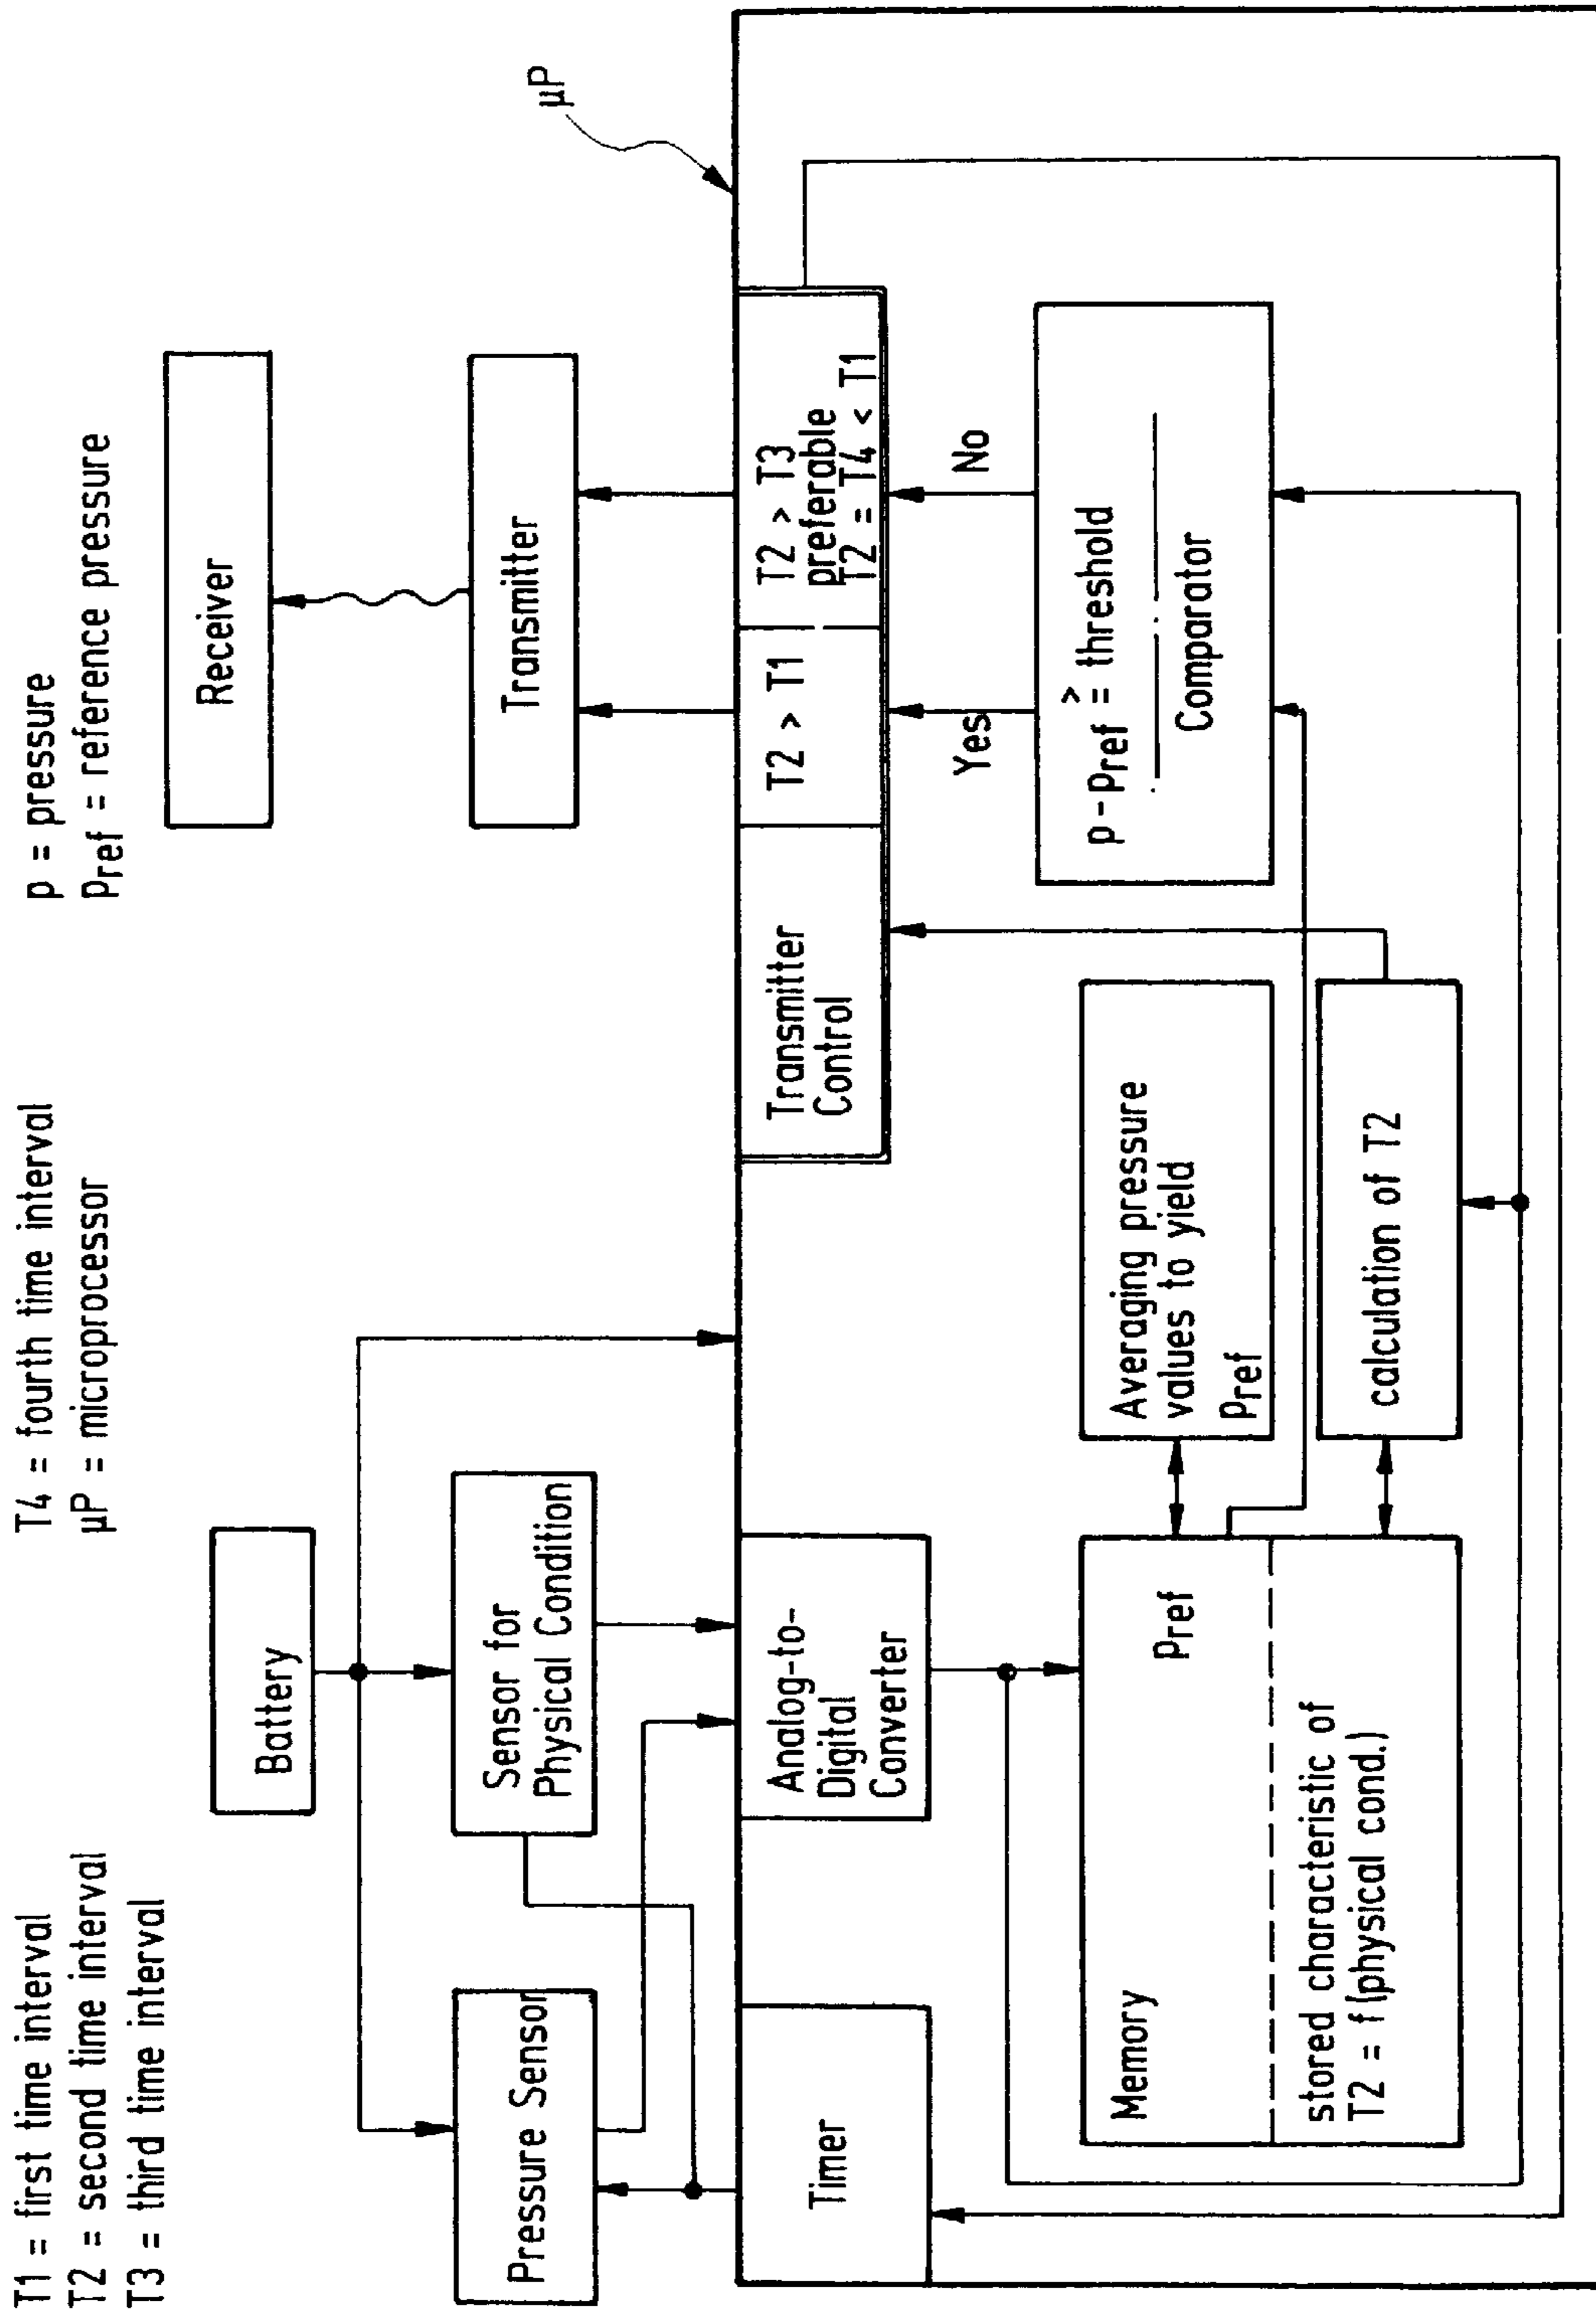 T1 = first time interval
T2 = second time interval
T3 = third time interval
T4 = fourth time interval
µP = microprocessor
p = pressure
Pref = reference pressure
Battery
Receiver
Pressure Sensor
Sensor for
Physical Condition
Transmitter
µP
Timer
Analog-to-
Digital
Converter
Transmitter
Control
T2 > T1
T2 > T3
preferable
T2 = T4 < T1
Yes
No
Memory
Pref
stored characteristic of
T2 = f (physical cond.)
Averaging pressure
values to yield
Pref
calculation of T2
p - Pref ≧ threshold
Comparator